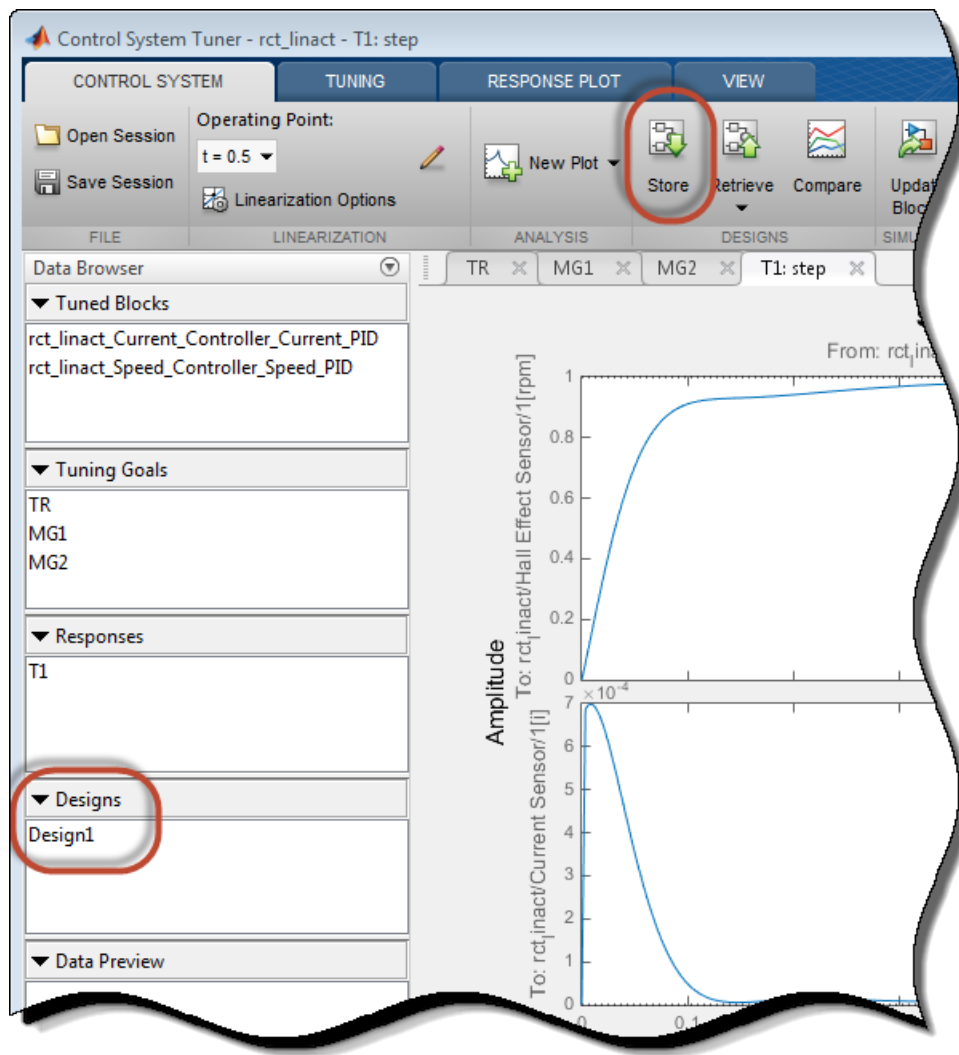 Control System Tuner - rct_linact - T1: step
CONTROL SYSTEM TUNING RESPONSE PLOT VIEW
Open Session
Save Session
Operating Point:
t = 0.5
Linearization Options
New Plot
Store
Retrieve
Compare
FILE LINEARIZATION ANALYSIS DESIGNS
Data Browser
TR MG1 MG2 T1: step
Tuned Blocks
rct_linact_Current_Controller_Current_PID
rct_linact_Speed_Controller_Speed_PID
Tuning Goals
TR
MG1
MG2
Responses
T1
Designs
Design1
Data Preview
From:
Amplitude
To: rct_linact/Hall Effect Sensor/1[rpm]
1
0.8
0.6
0.4
0.2
0
To: rct_linact/Current Sensor/1[i]
×10-4
7
6
5
4
3
2
1
0
0 0.1